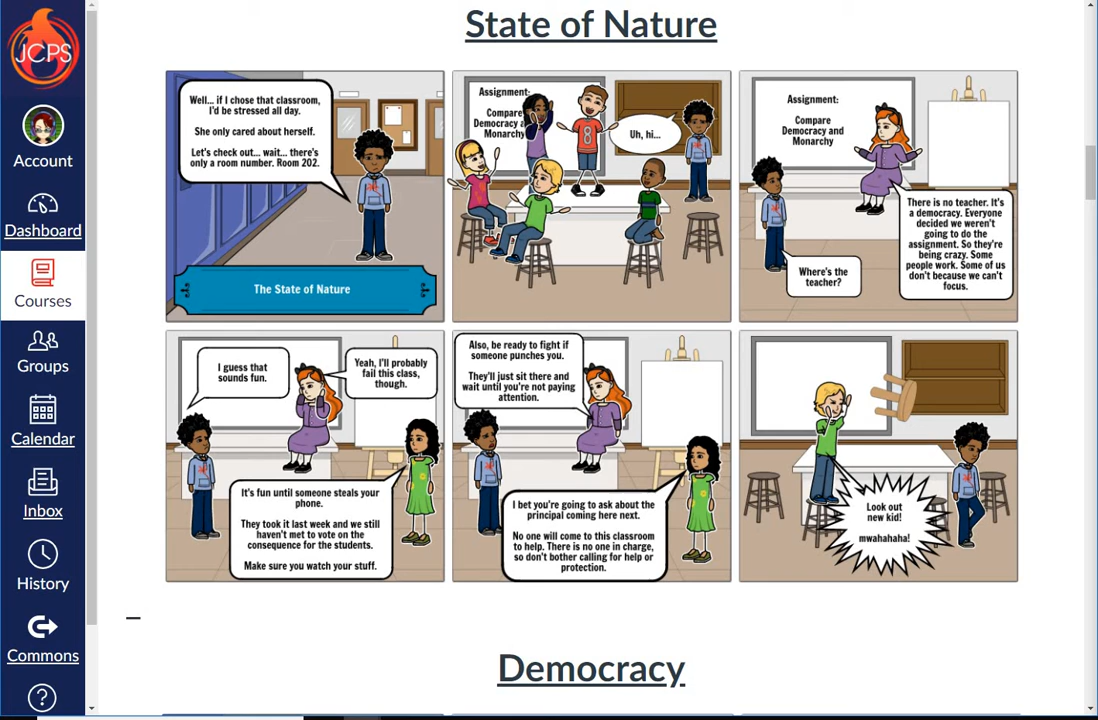 JCPS
Account
Dashboard
Courses
Groups
Calendar
Inbox
History
Commons
State of Nature
Well... if I chose that classroom,
I'd be stressed all day.
She only cared about herself.
Let's check out... wait... there's
only a room number. Room 202.
The State of Nature
Assignment:
Compare
Democracy a
Monarchy
Uh, hi...
Assignment:
Compare
Democracy and
Monarchy
8
Where's the
teacher?
There is no teacher. It's
a democracy. Everyone
decided we weren't
going to do the
assignment. So they're
being crazy. Some
people work. Some of us
don't because we can't
focus.
I guess that
sounds fun.
Yeah, I'll probably
fail this class,
though.
It's fun until someone steals your
phone.
They took it last week and we still
haven't met to vote on the
consequence for the students.
Make sure you watch your stuff.
Also, be ready to fight if
someone punches you.
They'll just sit there and
wait until you're not paying
attention.
I bet you're going to ask about the
principal coming here next.
No one will come to this classroom
to help. There is no one in charge,
so don't bother calling for help or
protection.
Look out
new kid!
mwahahaha!
Democracy